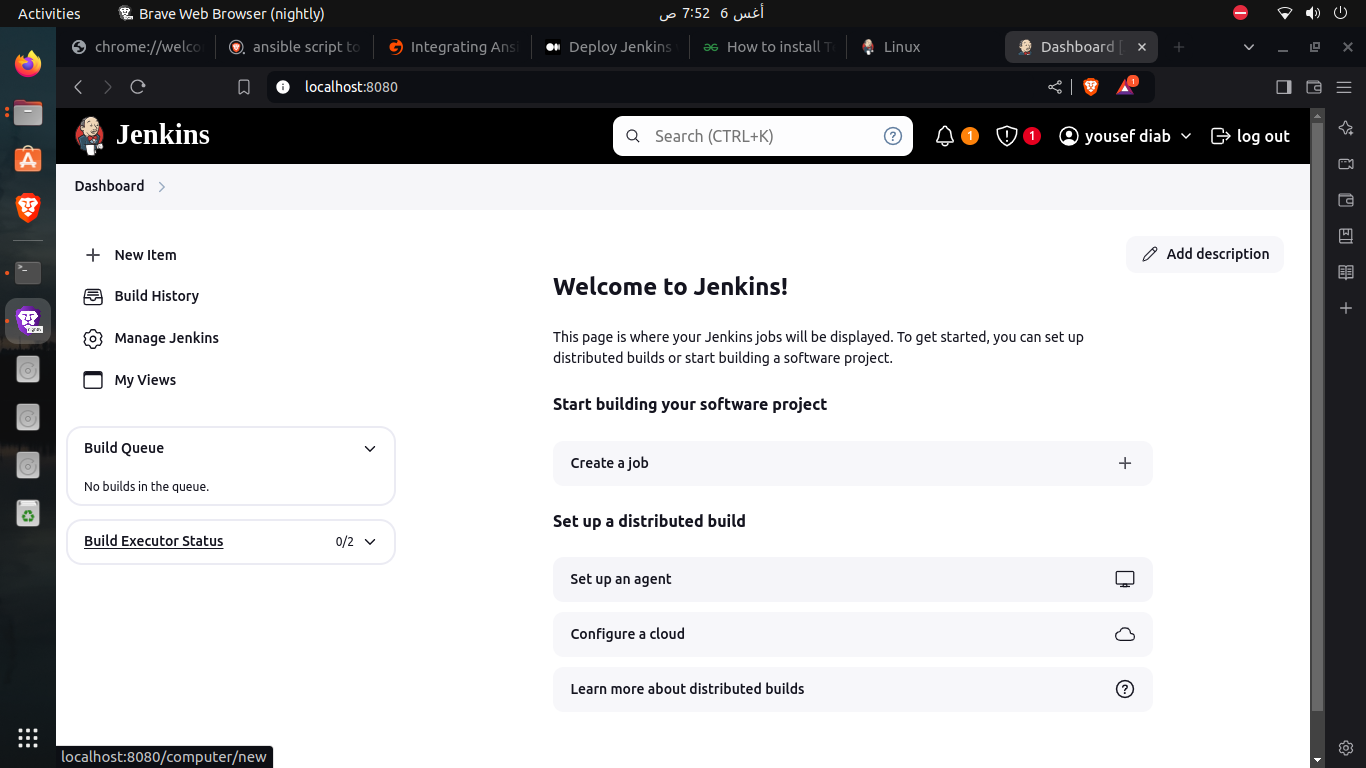 Activities
Brave Web Browser (nightly)
أغس 6  7:52 ص
chrome://welco
ansible script to
Integrating Ans
Deploy Jenkins
How to install Te
Linux
Dashboard [
localhost:8080
1
Jenkins
Search (CTRL+K)
?
1
1
yousef diab
log out
Dashboard
New Item
Build History
Manage Jenkins
My Views
Add description
Welcome to Jenkins!
This page is where your Jenkins jobs will be displayed. To get started, you can set up
distributed builds or start building a software project.
Start building your software project
Create a job
Build Queue
No builds in the queue.
Build Executor Status
0/2
Set up a distributed build
Set up an agent
Configure a cloud
Learn more about distributed builds
?
localhost:8080/computer/new